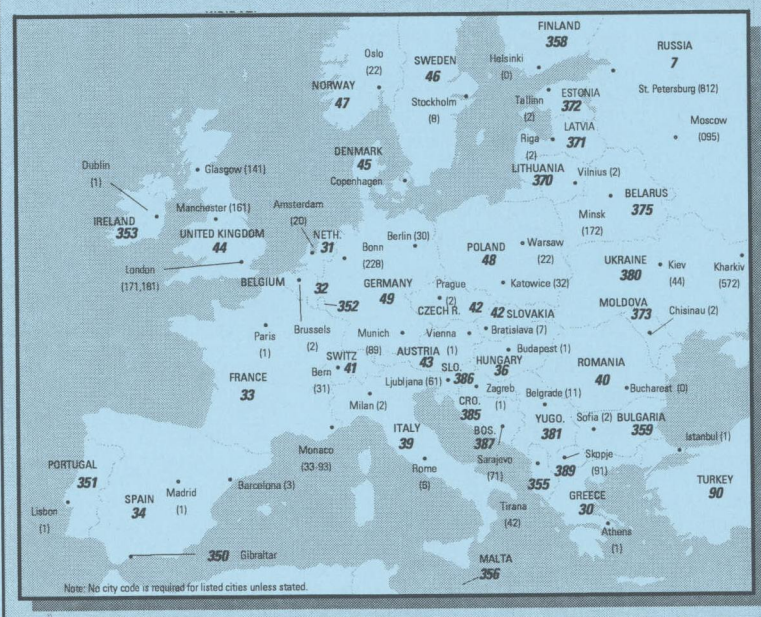 FINLAND
358
RUSSIA
7
Oslo
(22)
SWEDEN
46
Helsinki
(0)
NORWAY
47
Stockholm
(8)
Tallinn
(2)
ESTONIA
372
St. Petersburg (812)
Moscow
(095)
Riga
(2)
LATVIA
371
DENMARK
45
Copenhagen
LITHUANIA
370
Vilnius (2)
BELARUS
375
Minsk
(172)
Dublin
(1)
Glasgow (141)
IRELAND
353
Manchester (161)
UNITED KINGDOM
44
London
(171,181)
Amsterdam
(20)
NETH.
31
Bonn
(228)
Berlin (30)
POLAND
48
Warsaw
(22)
Katowice (32)
UKRAINE
380
Kiev
(44)
Kharkiv
(572)
BELGIUM
32
352
GERMANY
49
Prague
(2)
CZECH R.
42
42 SLOVAKIA
MOLDOVA
373
Chisinau (2)
Paris
(1)
Brussels
(2)
Munich
(89)
Vienna
(1)
Bratislava (7)
Budapest (1)
SWITZ
41
AUSTRIA
43
HUNGARY
36
Bern
(31)
SLO.
386
Ljubljana (61)
Zagreb
(1)
ROMANIA
40
Bucharest (0)
FRANCE
33
Milan (2)
CRO.
385
Belgrade (11)
ITALY
39
BOS.
387
YUGO.
381
Sofia (2)
BULGARIA
359
Monaco
(33-93)
Rome
(6)
Sarajevo
(71)
355
389
Skopje
(91)
Istanbul (1)
PORTUGAL
351
Lisbon
(1)
SPAIN
34
Madrid
(1)
Barcelona (3)
Tirana
(42)
GREECE
30
Athens
(1)
TURKEY
90
350 Gibraltar
MALTA
356
Note: No city code is required for listed cities unless stated.